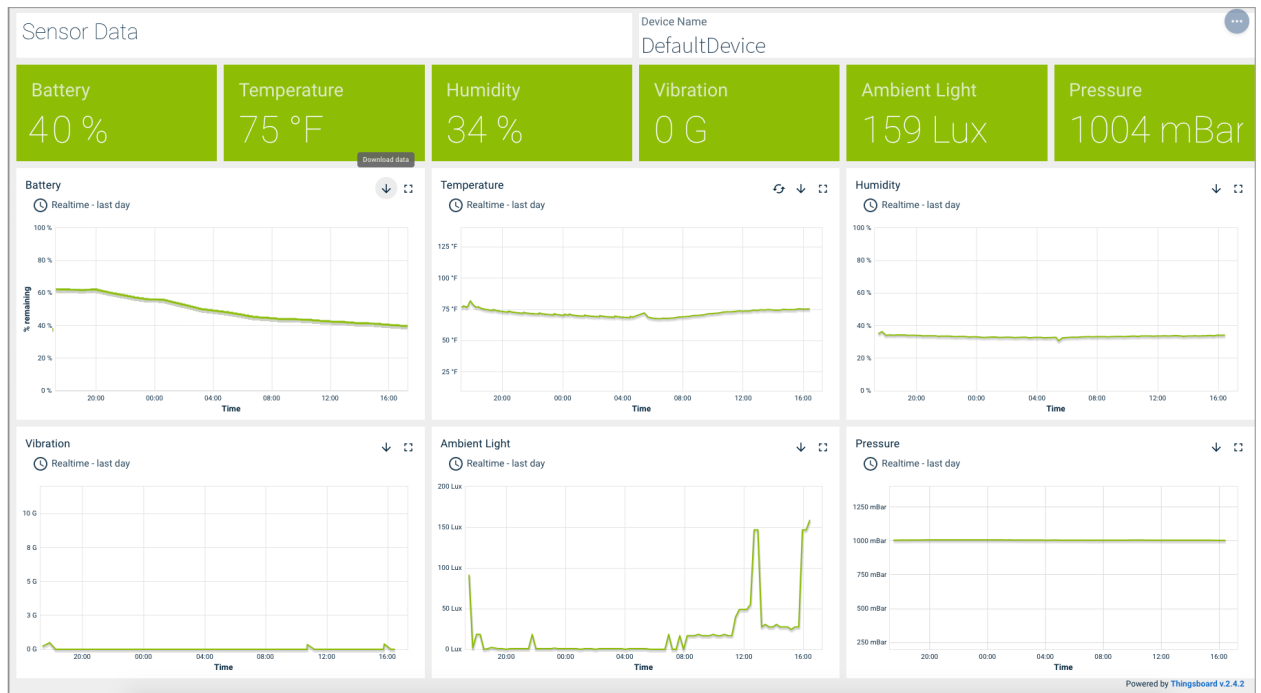 Sensor Data
Device Name
DefaultDevice
Battery
40 %
Temperature
75 °F
Humidity
34 %
Vibration
0 G
Ambient Light
159 Lux
Pressure
1004 mBar
Download data
Battery
Realtime - last day
100 %
80 %
60 %
40 %
20 %
0 %
% remaining
20:00 00:00 04:00 08:00 12:00 16:00
Time
Temperature
Realtime - last day
125 °F
100 °F
75 °F
50 °F
25 °F
20:00 00:00 04:00 08:00 12:00 16:00
Time
Humidity
Realtime - last day
100 %
80 %
60 %
40 %
20 %
0 %
20:00 00:00 04:00 08:00 12:00 16:00
Time
Vibration
Realtime - last day
10 G
8 G
5 G
3 G
0 G
20:00 00:00 04:00 08:00 12:00 16:00
Time
Ambient Light
Realtime - last day
200 Lux
150 Lux
100 Lux
50 Lux
0 Lux
20:00 00:00 04:00 08:00 12:00 16:00
Time
Pressure
Realtime - last day
1250 mBar
1000 mBar
750 mBar
500 mBar
250 mBar
20:00 00:00 04:00 08:00 12:00 16:00
Time
Powered by Thingsboard v.2.4.2